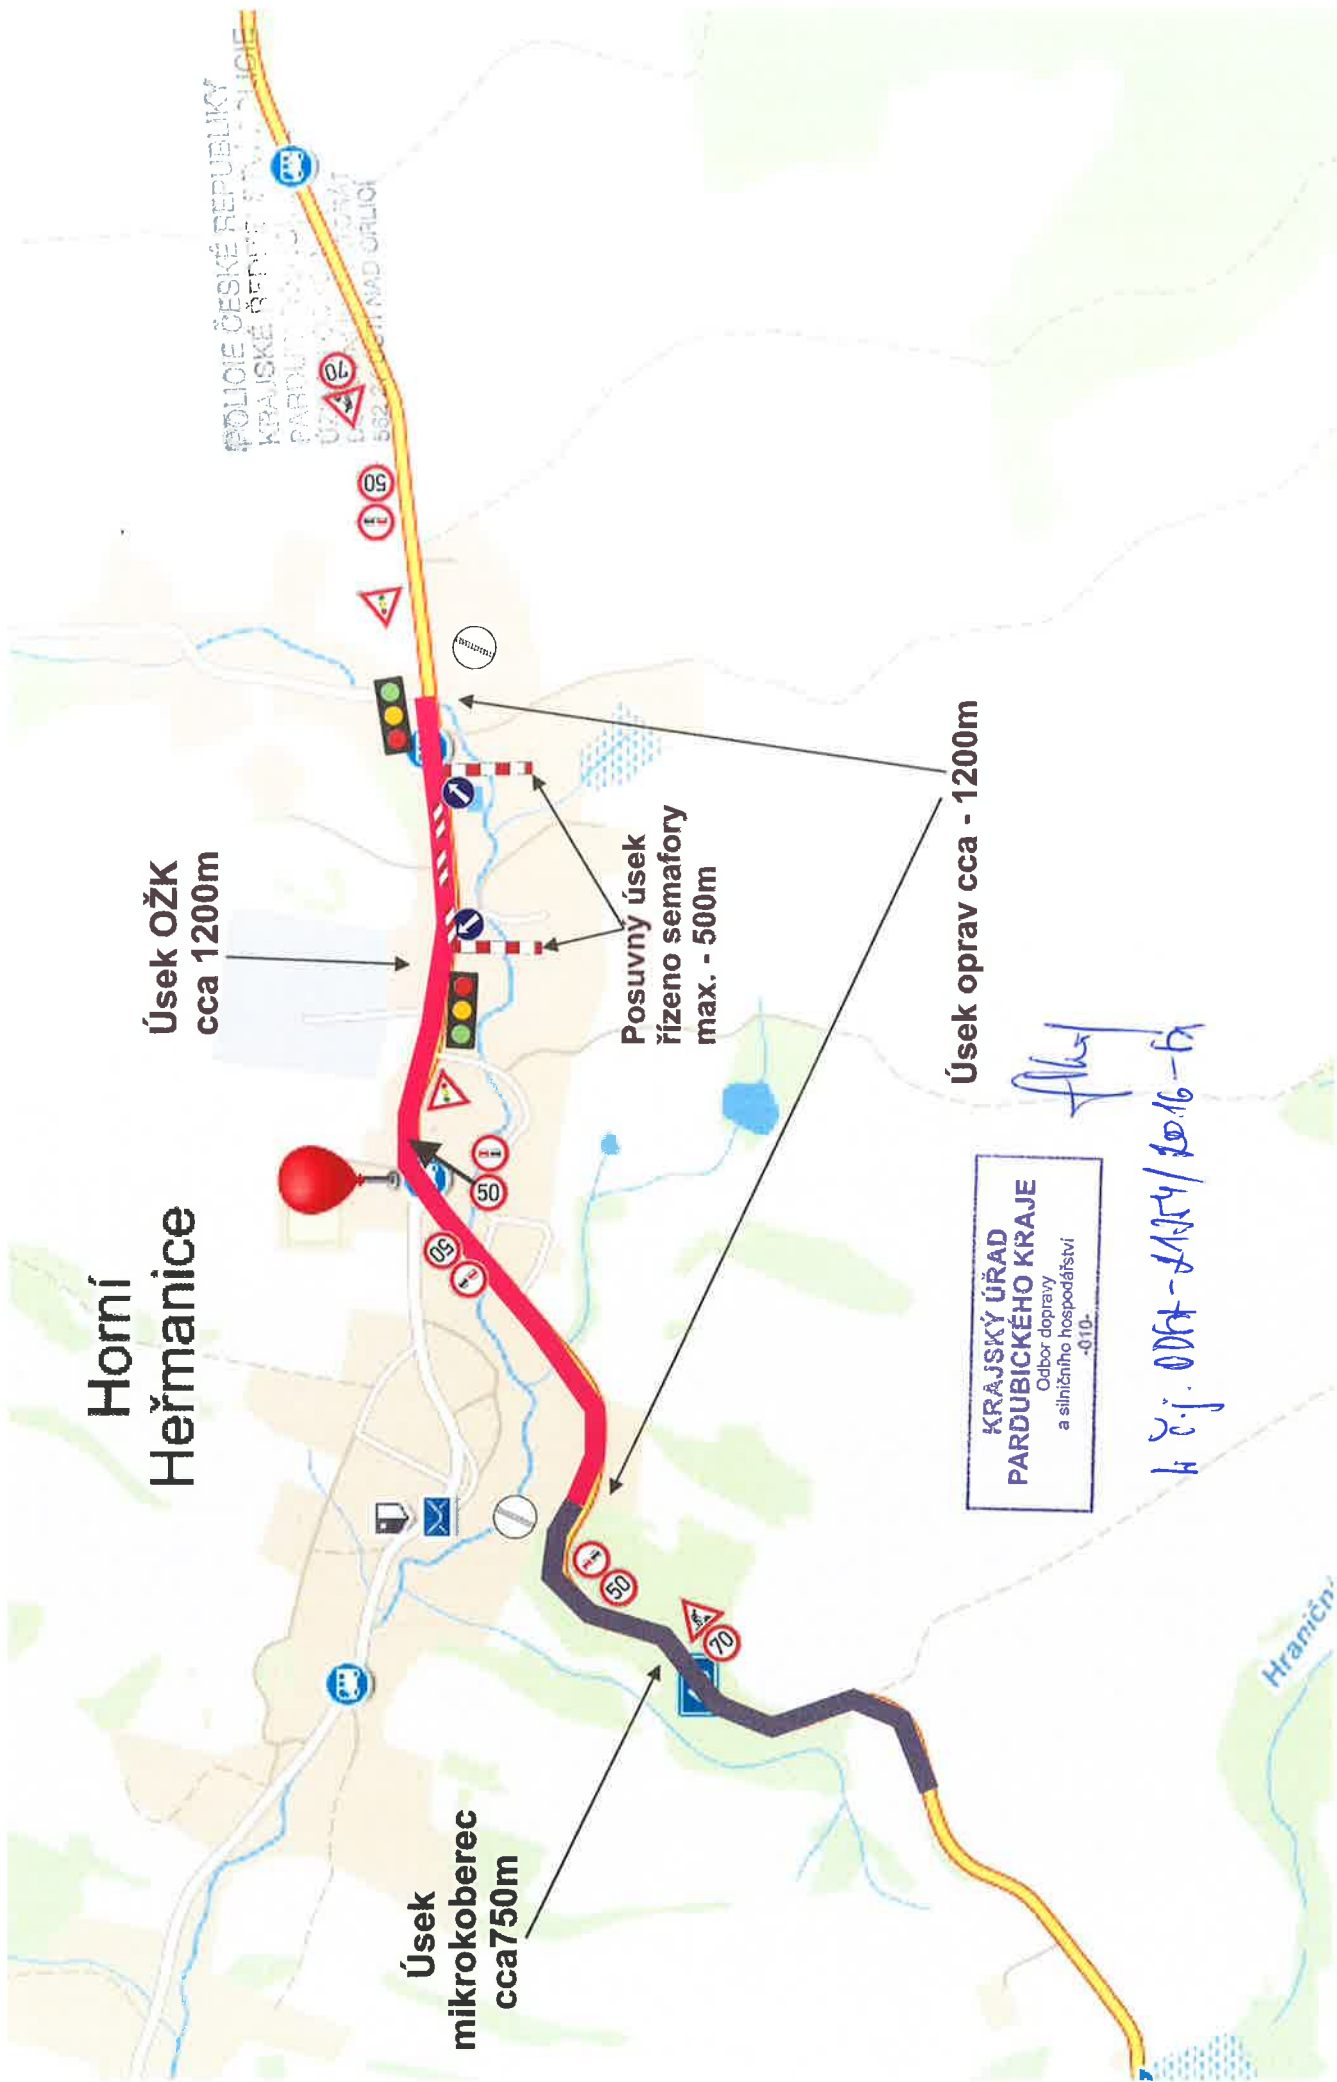 Horní
Heřmanice
Úsek OŽK
cca 1200m
Úsek
mikrokoberec
cca750m
Posuvný úsek
řízeno semafory
max. - 500m
Úsek oprav cca - 1200m
POLICIE ČESKÉ REPUBLIKY
KRAJSKÉ
NAD ORLICÍ
70
50
50
50
50
70
KRAJSKÝ ÚŘAD
PARDUBICKÉHO KRAJE
Odbor dopravy
a silničního hospodářství
-010-
k č.j.
Hraničn